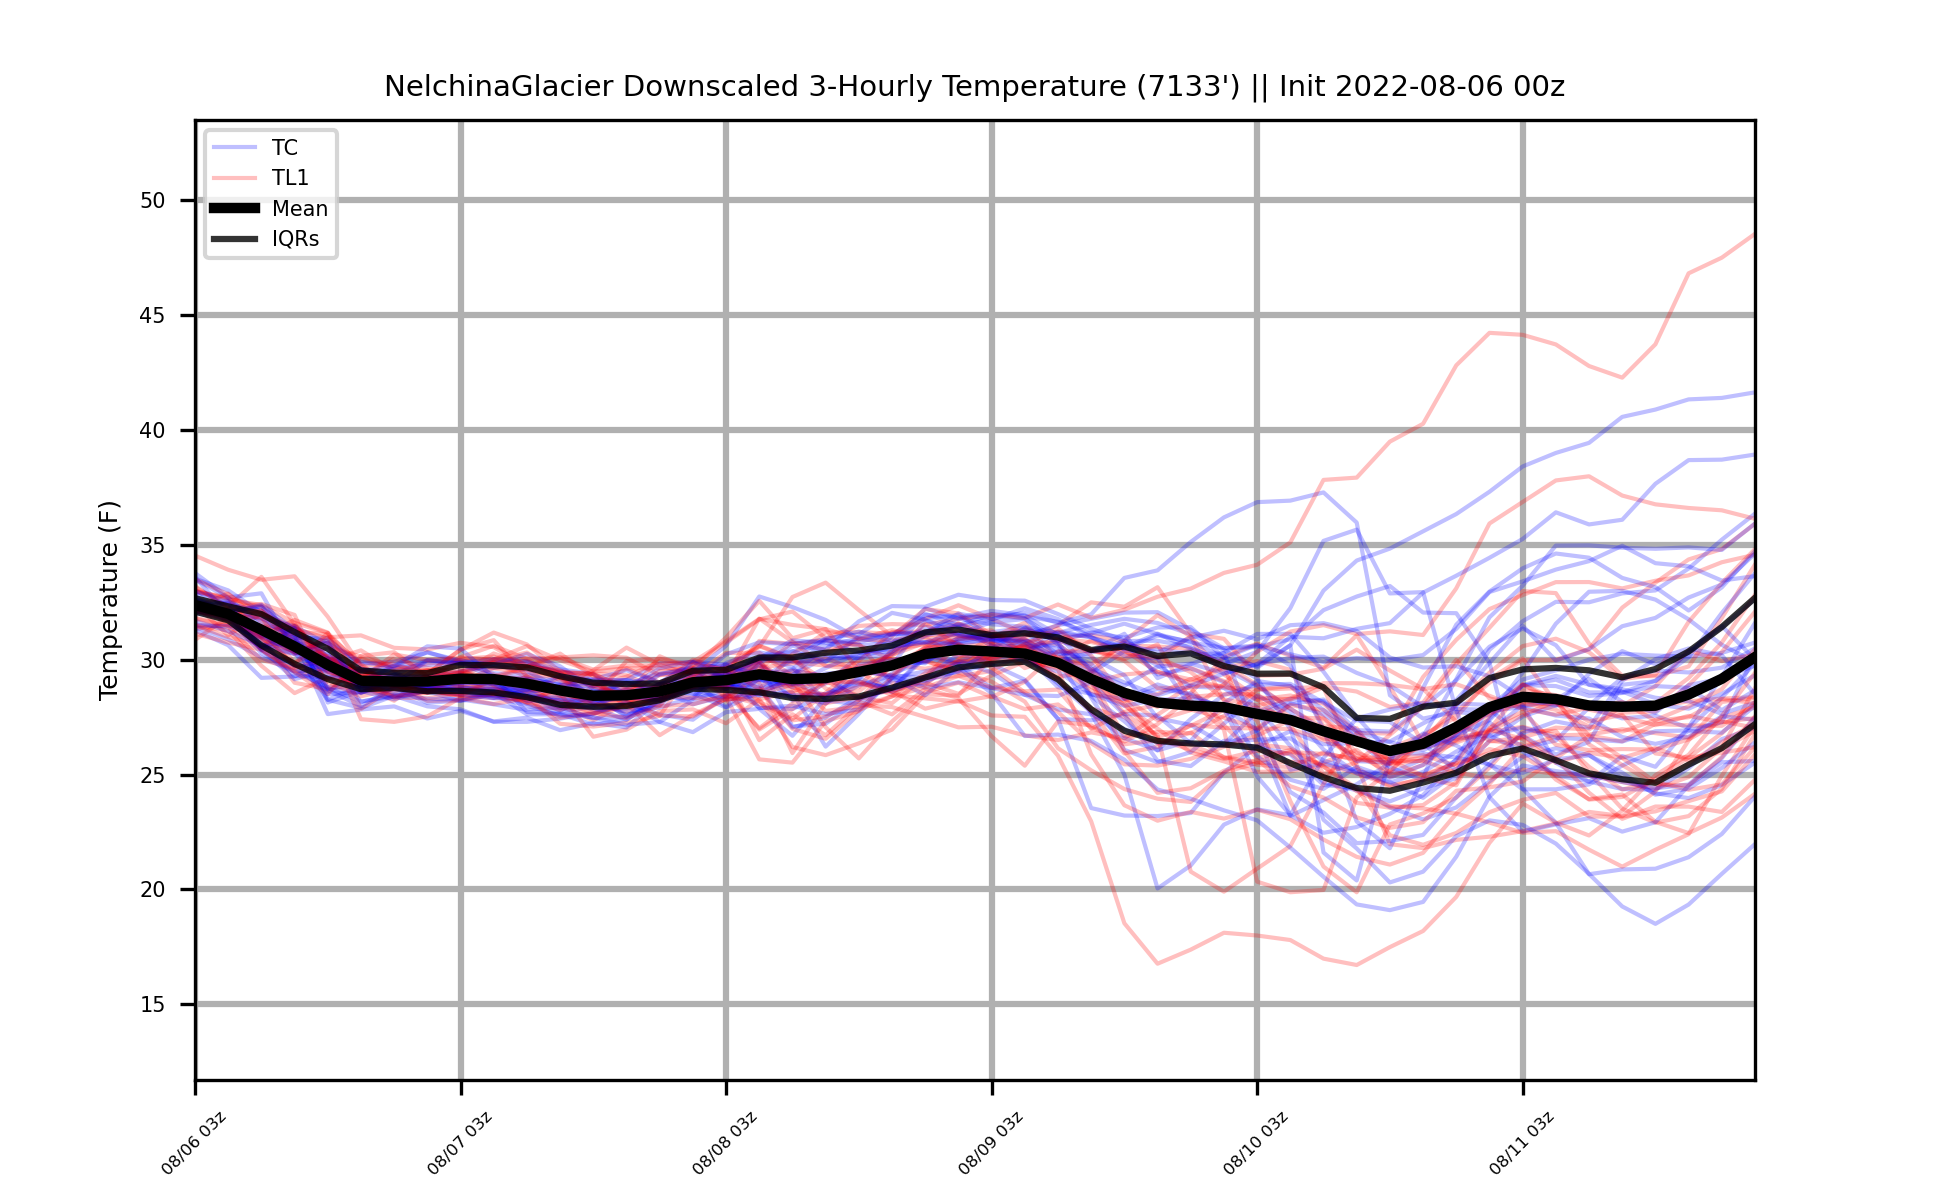 NelchinaGlacier Downscaled 3-Hourly Temperature (7133') || Init 2022-08-06 00z
TC
TL1
Mean
IQRs
Temperature (F)
50
45
40
35
30
25
20
15
08/06 03z
08/07 03z
08/08 03z
08/09 03z
08/10 03z
08/11 03z